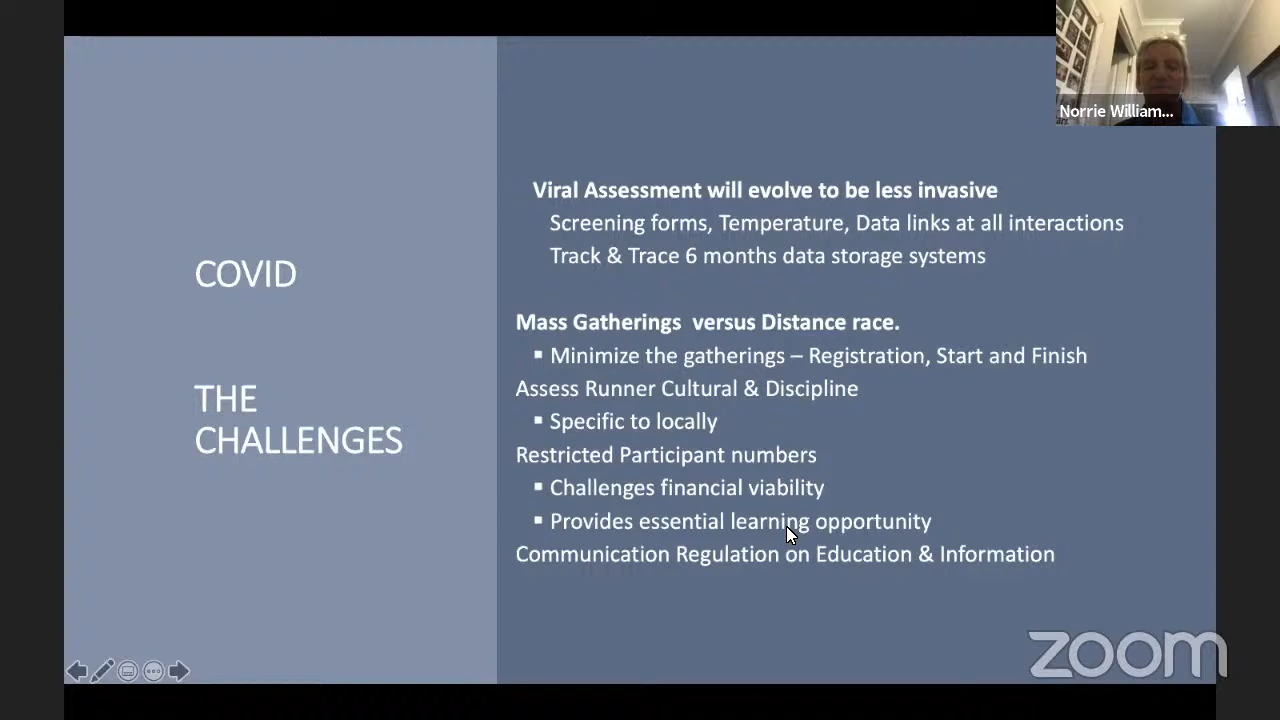 Norrie William...
Viral Assessment will evolve to be less invasive
Screening forms, Temperature, Data links at all interactions
Track & Trace 6 months data storage systems
COVID
THE
CHALLENGES
Mass Gatherings versus Distance race.
▪ Minimize the gatherings – Registration, Start and Finish
Assess Runner Cultural & Discipline
▪ Specific to locally
Restricted Participant numbers
▪ Challenges financial viability
▪ Provides essential learning opportunity
Communication Regulation on Education & Information
zoom